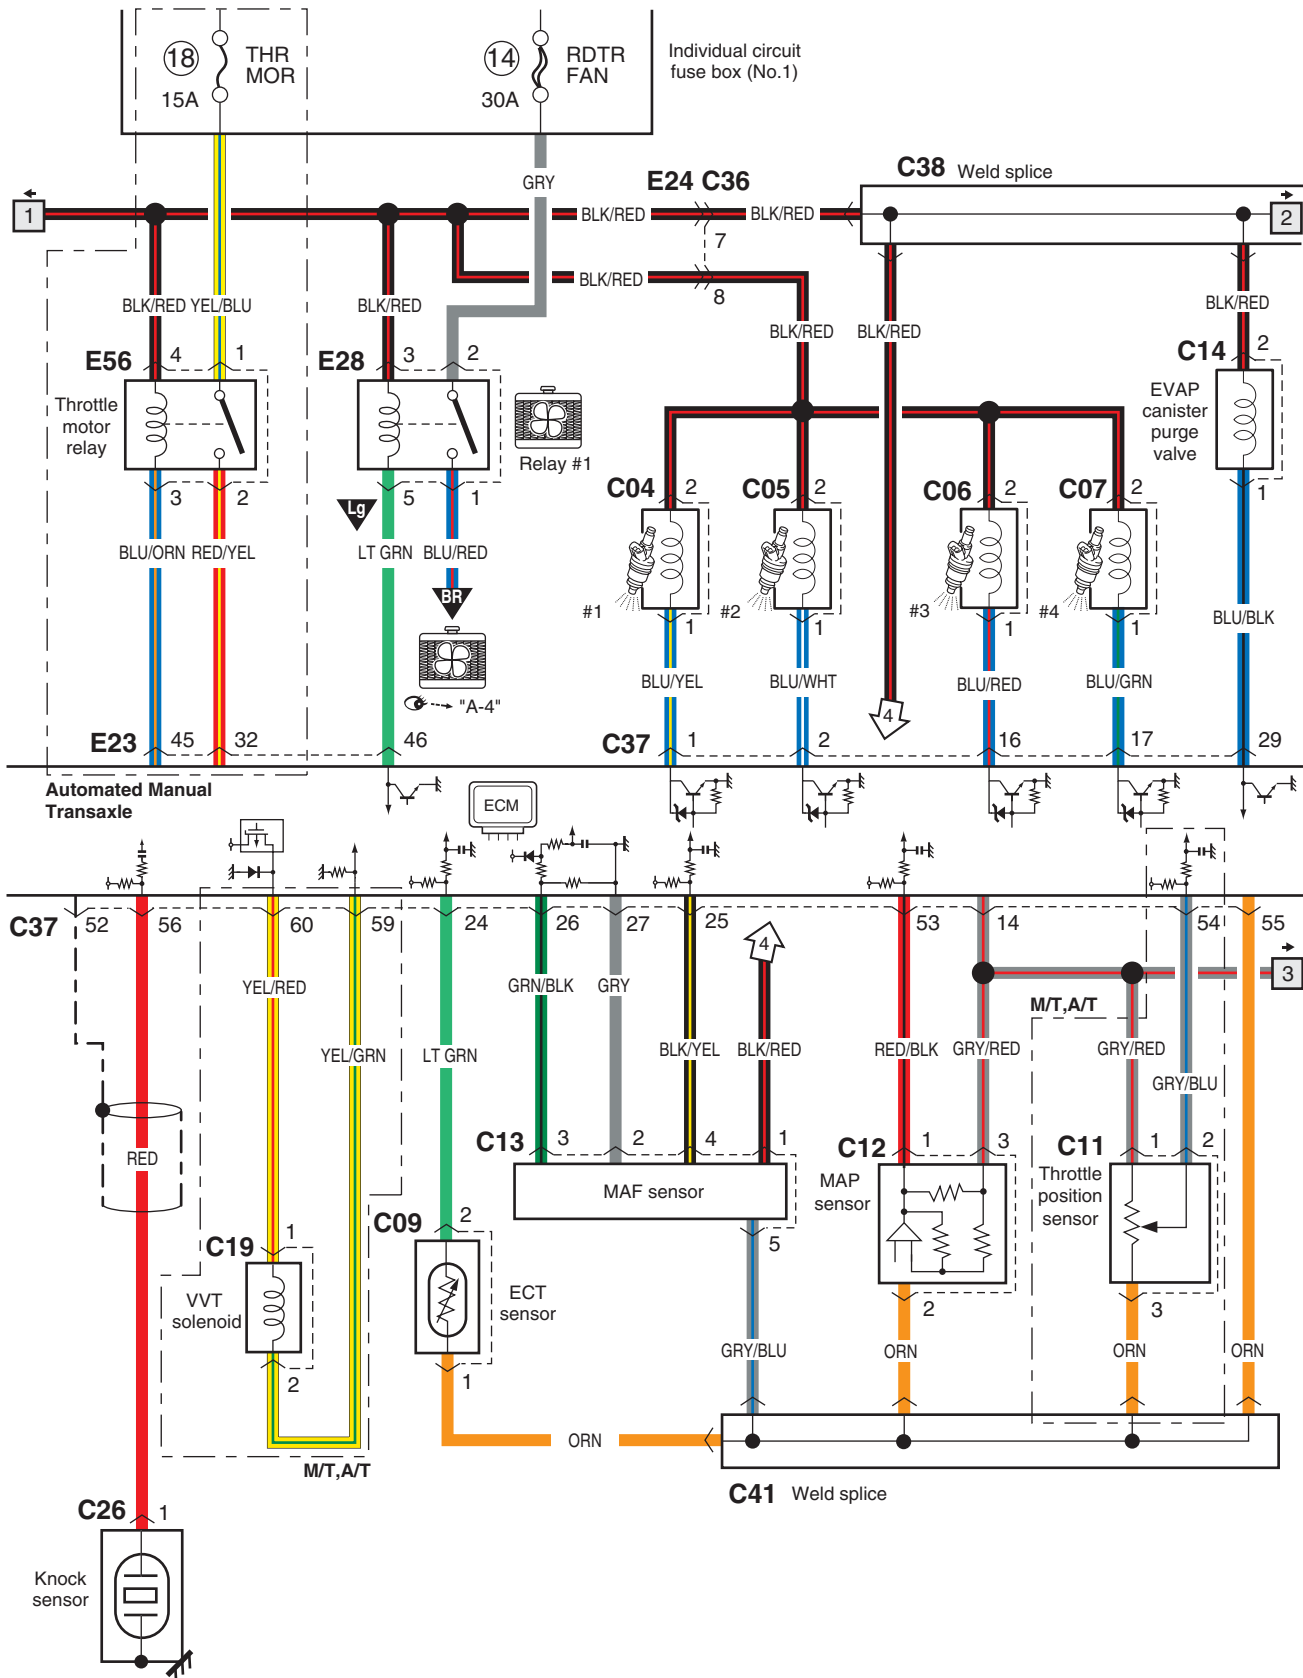 18 THR MOR 15A
14 RDTR FAN 30A
Individual circuit
fuse box (No.1)
GRY
E24 C36
C38 Weld splice
1
BLK/RED
BLK/RED
2
7
BLK/RED
8
BLK/RED
YEL/BLU
BLK/RED
BLK/RED
BLK/RED
BLK/RED
E56 4 1
E28 3 2
C14 2
Throttle
motor
relay
Relay #1
EVAP
canister
purge
valve
3 2
Lg
5 1
C04 2
C05 2
C06 2
C07 2
1
BLU/ORN
RED/YEL
LT GRN
BLU/RED
BR
#1 1
#2 1
#3 1
#4 1
BLU/BLK
BLU/YEL
BLU/WHT
BLU/RED
BLU/GRN
"A-4"
4
E23 45 32 46
C37 1 2 16 17 29
Automated Manual
Transaxle
ECM
C37 52 56 60 59 24 26 27 25 53 14 54 55
4
3
YEL/RED
GRN/BLK
GRY
M/T,A/T
YEL/GRN
LT GRN
BLK/YEL
BLK/RED
RED/BLK
GRY/RED
GRY/RED
GRY/BLU
RED
C13 3 2 4 1
C12 1 3
C11 1 2
MAF sensor
MAP
sensor
Throttle
position
sensor
C19 1
C09 2
5
VVT
solenoid
ECT
sensor
2
3
2
1
GRY/BLU
ORN
ORN
ORN
ORN
M/T,A/T
C41 Weld splice
C26 1
Knock
sensor